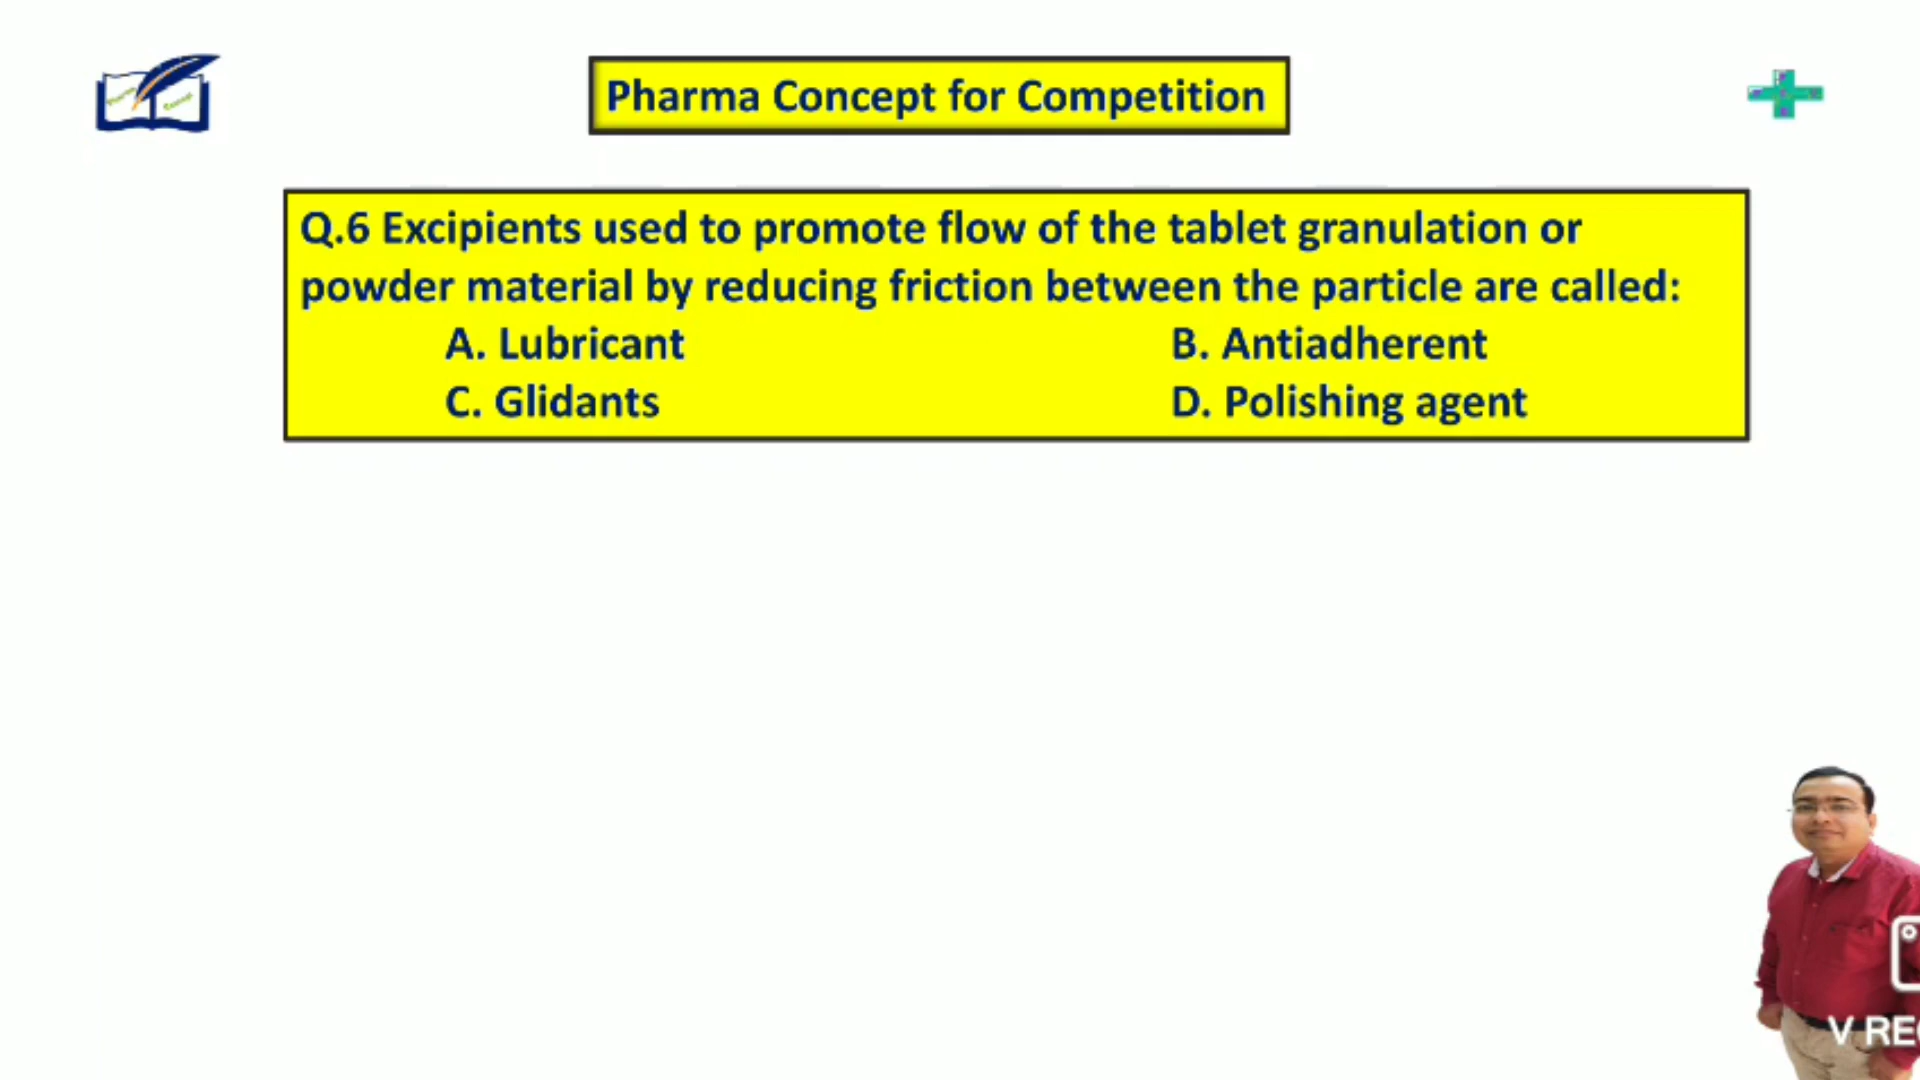 Pharma Concept for Competition
Q.6 Excipients used to promote flow of the tablet granulation or
powder material by reducing friction between the particle are called:
A. Lubricant B. Antiadherent
C. Glidants D. Polishing agent